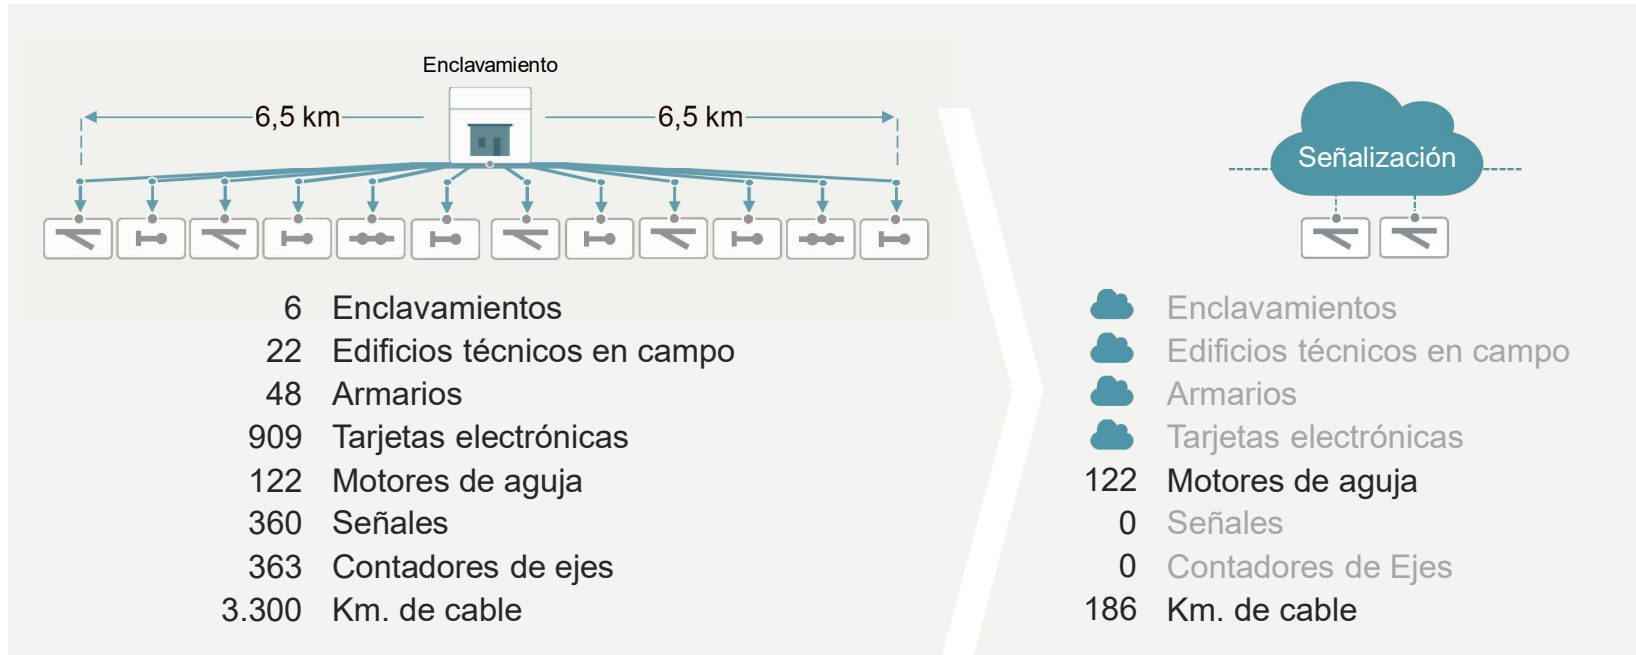 Enclavamiento
6,5 km 6,5 km
6 Enclavamientos
22 Edificios técnicos en campo
48 Armarios
909 Tarjetas electrónicas
122 Motores de aguja
360 Señales
363 Contadores de ejes
3.300 Km. de cable
Señalización
Enclavamientos
Edificios técnicos en campo
Armarios
Tarjetas electrónicas
122 Motores de aguja
0 Señales
0 Contadores de Ejes
186 Km. de cable